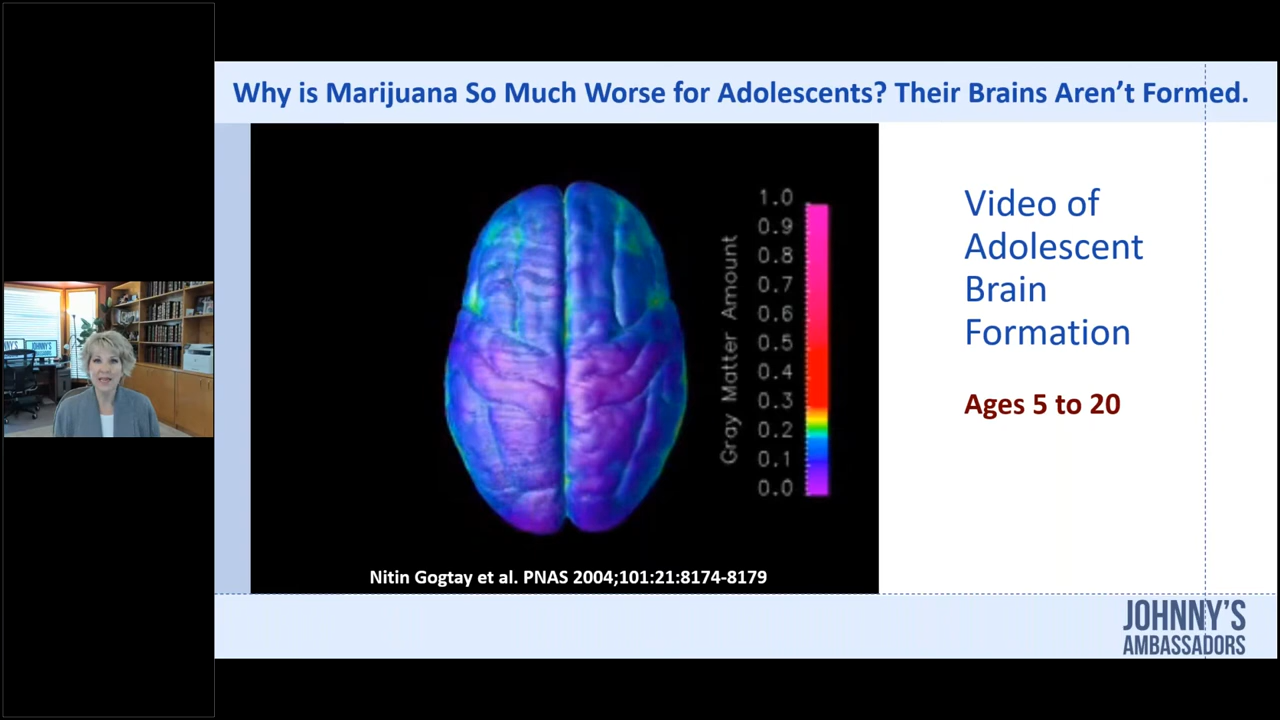 Why is Marijuana So Much Worse for Adolescents? Their Brains Aren't Formed.
Video of
Adolescent
Brain
Formation
Ages 5 to 20
Gray Matter Amount
1.0
0.9
0.8
0.7
0.6
0.5
0.4
0.3
0.2
0.1
0.0
Nitin Gogtay et al. PNAS 2004;101:21:8174-8179
JOHNNY'S
AMBASSADORS